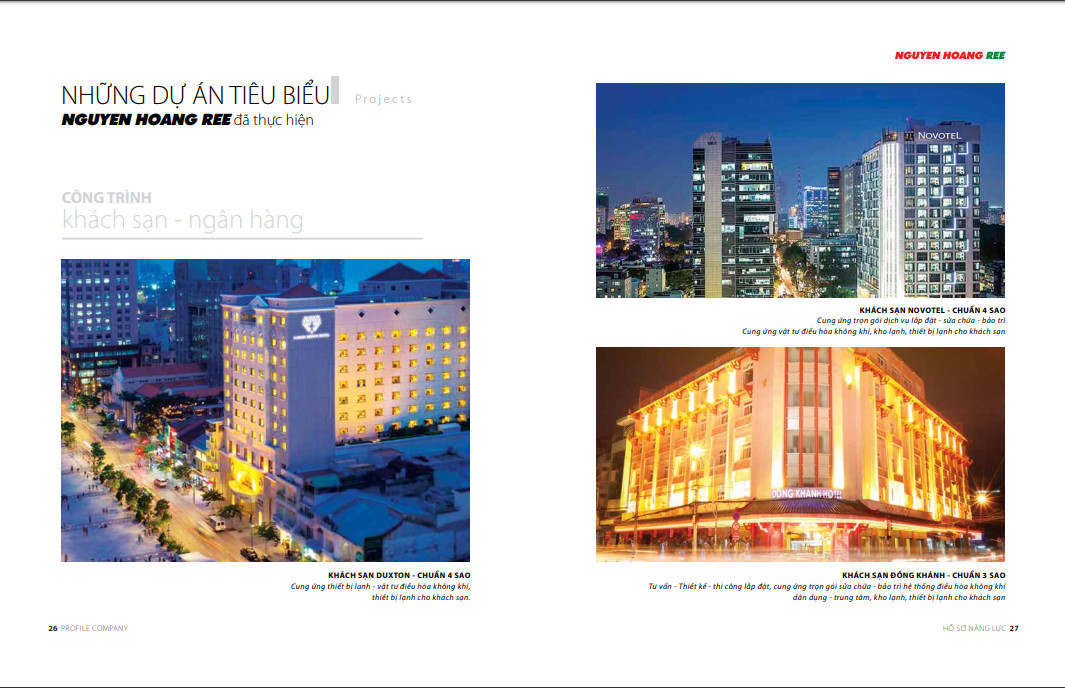 NHỮNG DỰ ÁN TIÊU BIỂU Projects
NGUYEN HOANG REE đã thực hiện
CÔNG TRÌNH
khách sạn - ngân hàng
KHÁCH SẠN DUXTON - CHUẨN 4 SAO
Cung ứng thiết bị lạnh - vật tư điều hòa không khí,
thiết bị lạnh cho khách sạn.
26 PROFILE COMPANY
NGUYEN HOANG REE
NOVOTEL
KHÁCH SẠN NOVOTEL - CHUẨN 4 SAO
Cung ứng trọn gói dịch vụ lắp đặt - sửa chữa - bảo trì
Cung ứng vật tư điều hòa không khí, kho lạnh, thiết bị lạnh cho khách sạn
ĐỒNG KHÁNH HOTEL
KHÁCH SẠN ĐỒNG KHÁNH - CHUẨN 3 SAO
Tư vấn - Thiết kế - thi công lắp đặt, cung ứng trọn gói sửa chữa - bảo trì hệ thống điều hòa không khí
dân dụng - trung tâm, kho lạnh, thiết bị lạnh cho khách sạn
HỒ SƠ NĂNG LỰC 27